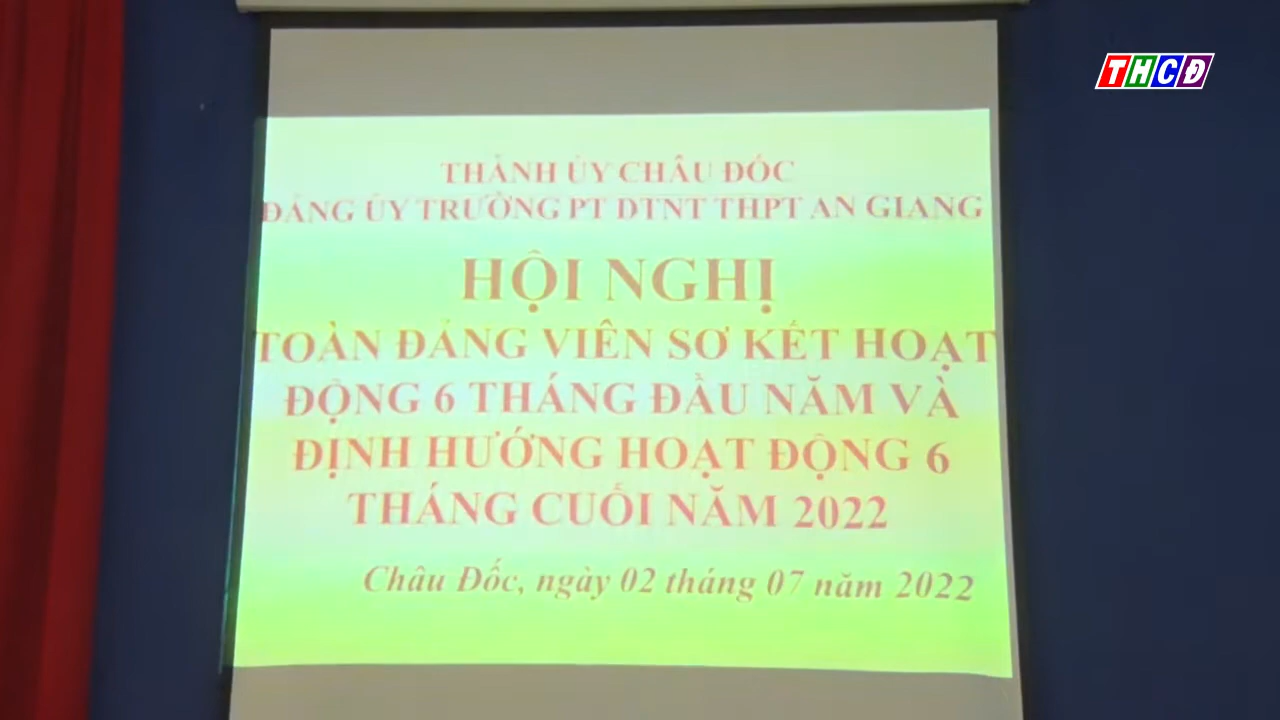 THCĐ
THÀNH ỦY CHÂU ĐỐC
ĐẢNG ỦY TRƯỜNG PT DTNT THPT AN GIANG
HỘI NGHỊ
TOÀN ĐẢNG VIÊN SƠ KẾT HOẠT
ĐỘNG 6 THÁNG ĐẦU NĂM VÀ
ĐỊNH HƯỚNG HOẠT ĐỘNG 6
THÁNG CUỐI NĂM 2022
Châu Đốc, ngày 02 tháng 07 năm 2022